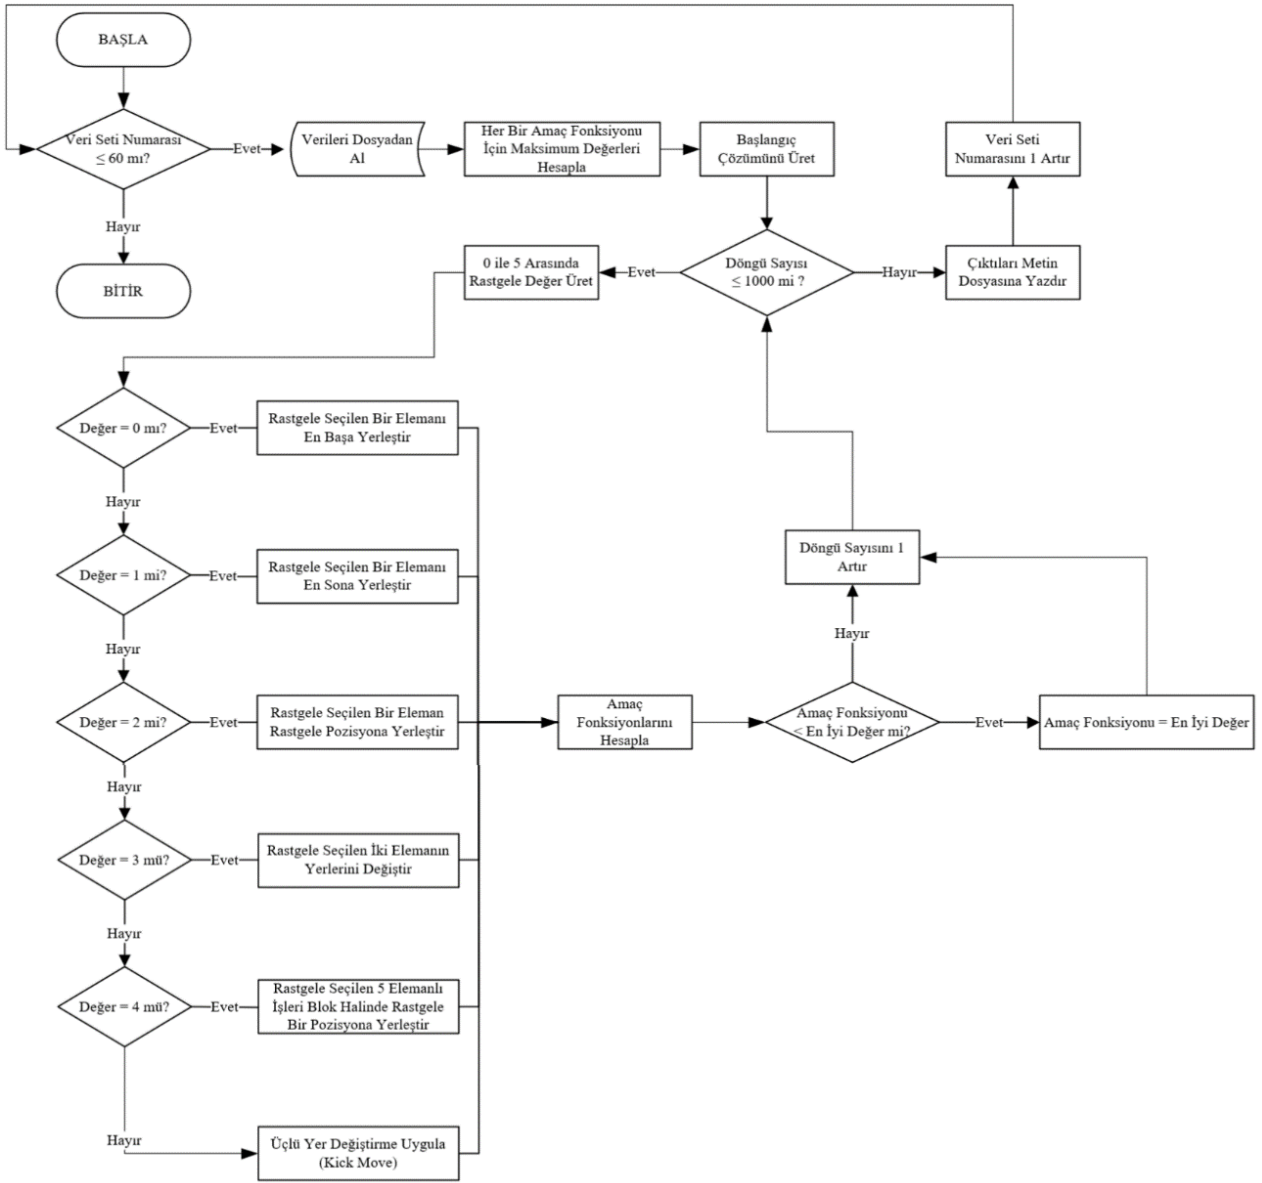 BAŞLA
Veri Seti Numarası
≤ 60 mı?
Evet
Verileri Dosyadan
Al
Her Bir Amaç Fonksiyonu
İçin Maksimum Değerleri
Hesapla
Başlangıç
Çözümünü Üret
Veri Seti
Numarasını 1 Artır
Hayır
BİTİR
0 ile 5 Arasında
Rastgele Değer Üret
Evet
Döngü Sayısı
≤ 1000 mi ?
Hayır
Çıktıları Metin
Dosyasına Yazdır
Değer = 0 mı?
Evet
Rastgele Seçilen Bir Elemanı
En Başa Yerleştir
Hayır
Değer = 1 mi?
Evet
Rastgele Seçilen Bir Elemanı
En Sona Yerleştir
Döngü Sayısını 1
Artır
Hayır
Hayır
Değer = 2 mi?
Evet
Rastgele Seçilen Bir Eleman
Rastgele Pozisyona Yerleştir
Amaç
Fonksiyonlarını
Hesapla
Amaç Fonksiyonu
< En İyi Değer mi?
Evet
Amaç Fonksiyonu = En İyi Değer
Hayır
Değer = 3 mü?
Evet
Rastgele Seçilen İki Elemanın
Yerlerini Değiştir
Hayır
Değer = 4 mü?
Evet
Rastgele Seçilen 5 Elemanlı
İşleri Blok Halinde Rastgele
Bir Pozisyona Yerleştir
Hayır
Üçlü Yer Değiştirme Uygula
(Kick Move)